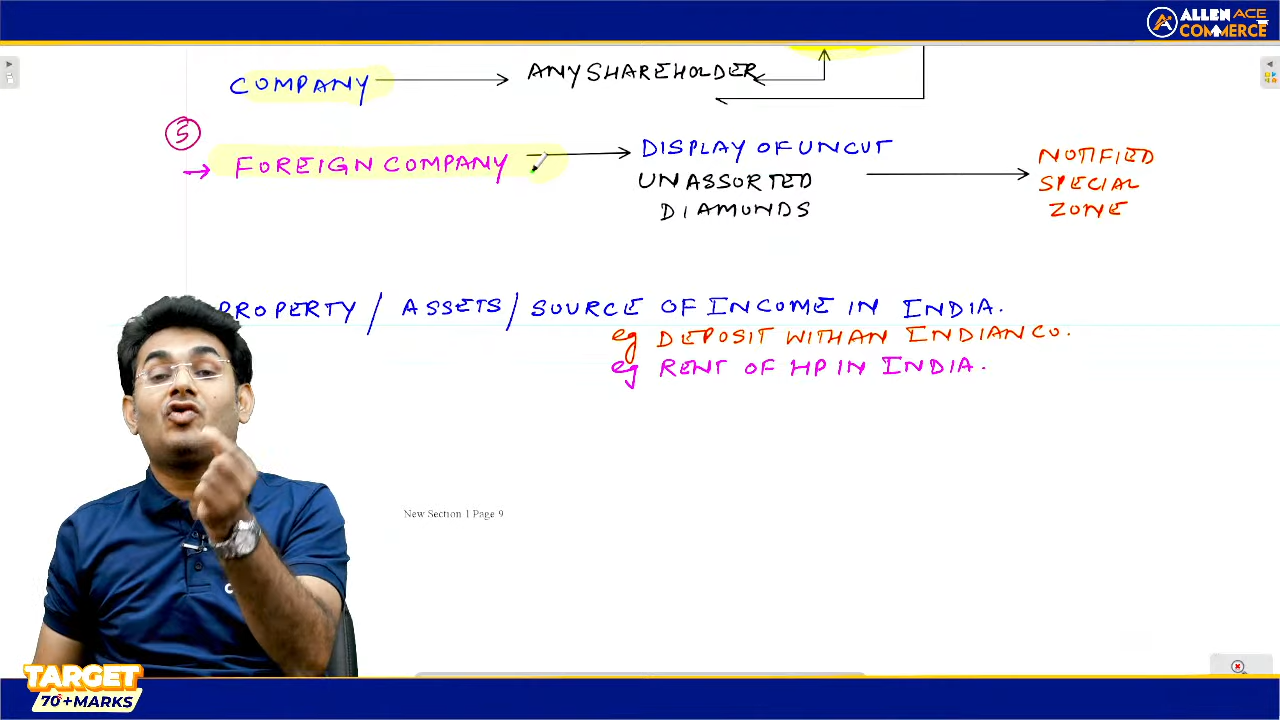 ALLEN ACE
COMMERCE
COMPANY
ANY SHAREHOLDER
5
FOREIGN COMPANY
DISPLAY OF UNCUT
UNASSORTED
DIAMONDS
NOTIFIED
SPECIAL
ZONE
PROPERTY / ASSETS / SOURCE OF INCOME IN INDIA.
eg DEPOSIT WITH AN INDIAN CO.
eg RENT OF HP IN INDIA.
New Section 1 Page 9
TARGET
70+MARKS